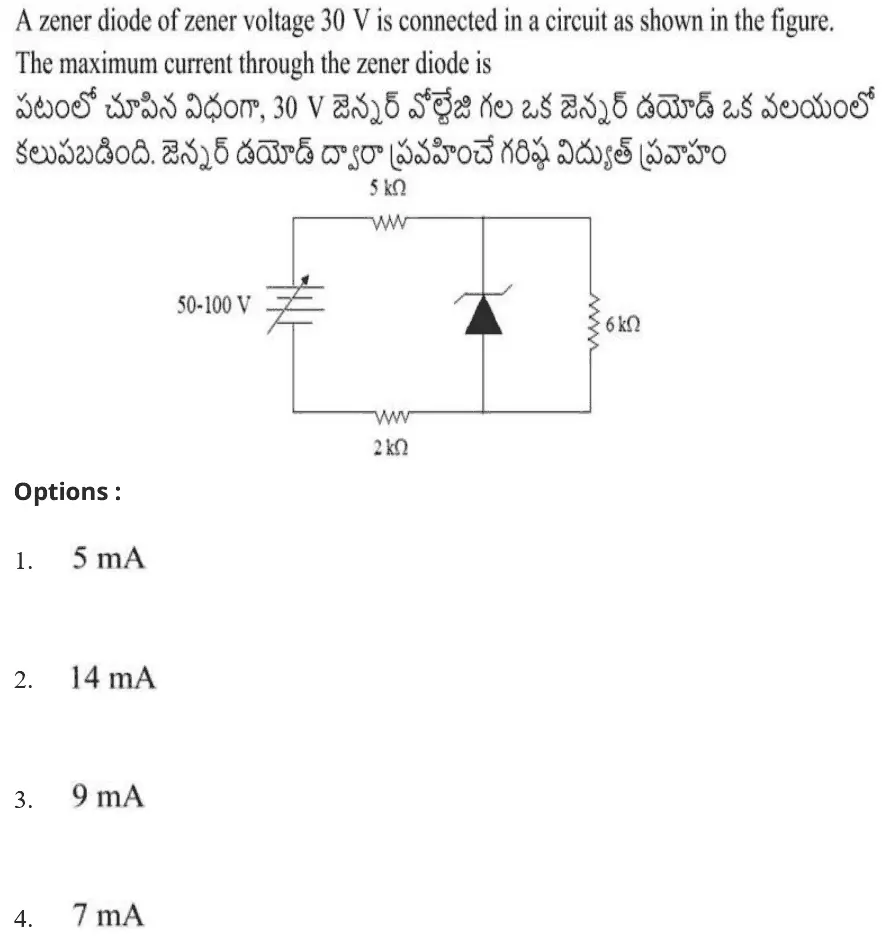 A zener diode of zener voltage 30 V is connected in a circuit as shown in the figure.
The maximum current through the zener diode is
పటంలో చూపిన విధంగా, 30 V జెన్నర్ వోల్టేజి గల ఒక జెన్నర్ డయోడ్ ఒక వలయంలో
కలుపబడింది. జెన్నర్ డయోడ్ ద్వారా ప్రవహించే గరిష్ఠ విద్యుత్ ప్రవాహం
5 kΩ
50-100 V
6 kΩ
2 kΩ
Options :
1. 5 mA
2. 14 mA
3. 9 mA
4. 7 mA